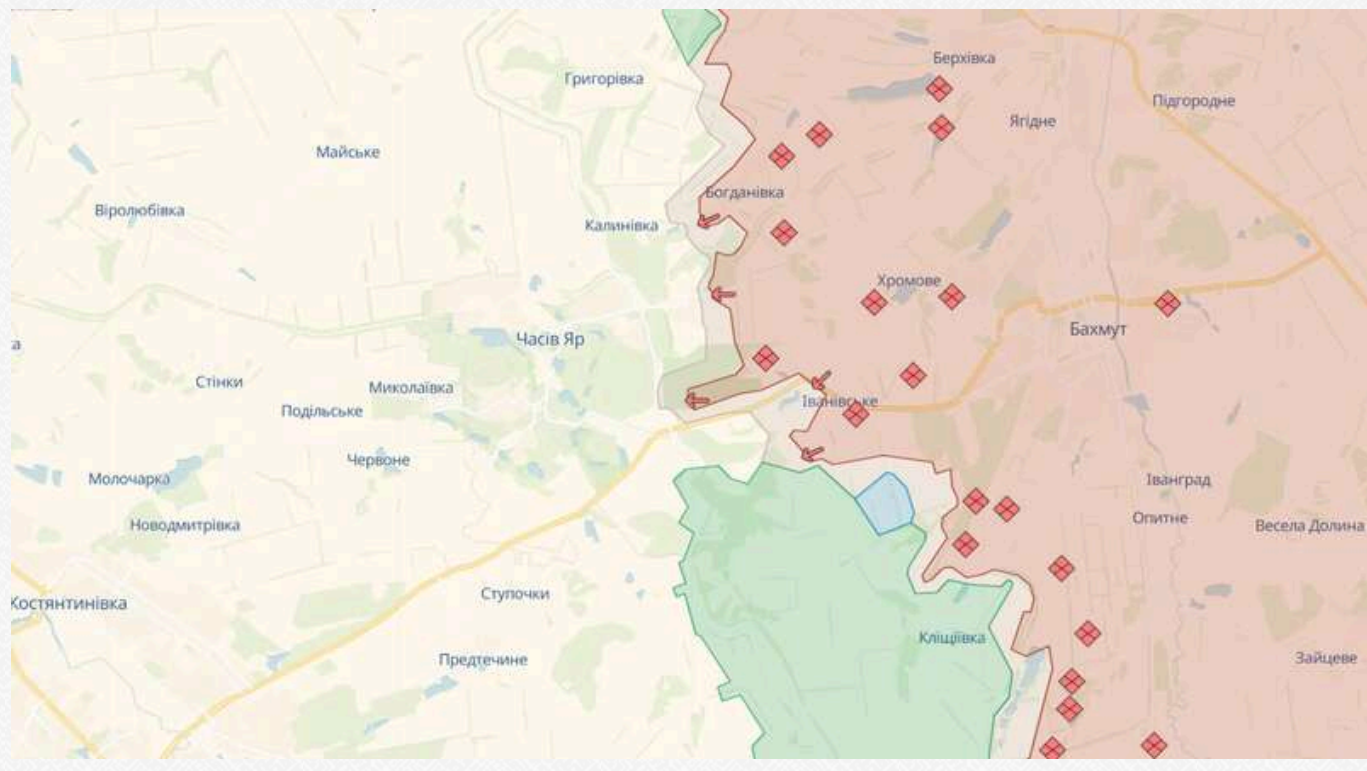 Берхівка
Григорівка
Підгородне
Ягідне
Майське
Богданівка
Віролюбівка
Калинівка
Хромове
Бахмут
Часів Яр
а
Стінки
Миколаївка
Іванівське
Подільське
Червоне
Молочарка
Іванград
Опитне
Новодмитрівка
Весела Долина
Ступочки
Костянтинівка
Кліщіївка
Предтечине
Зайцеве